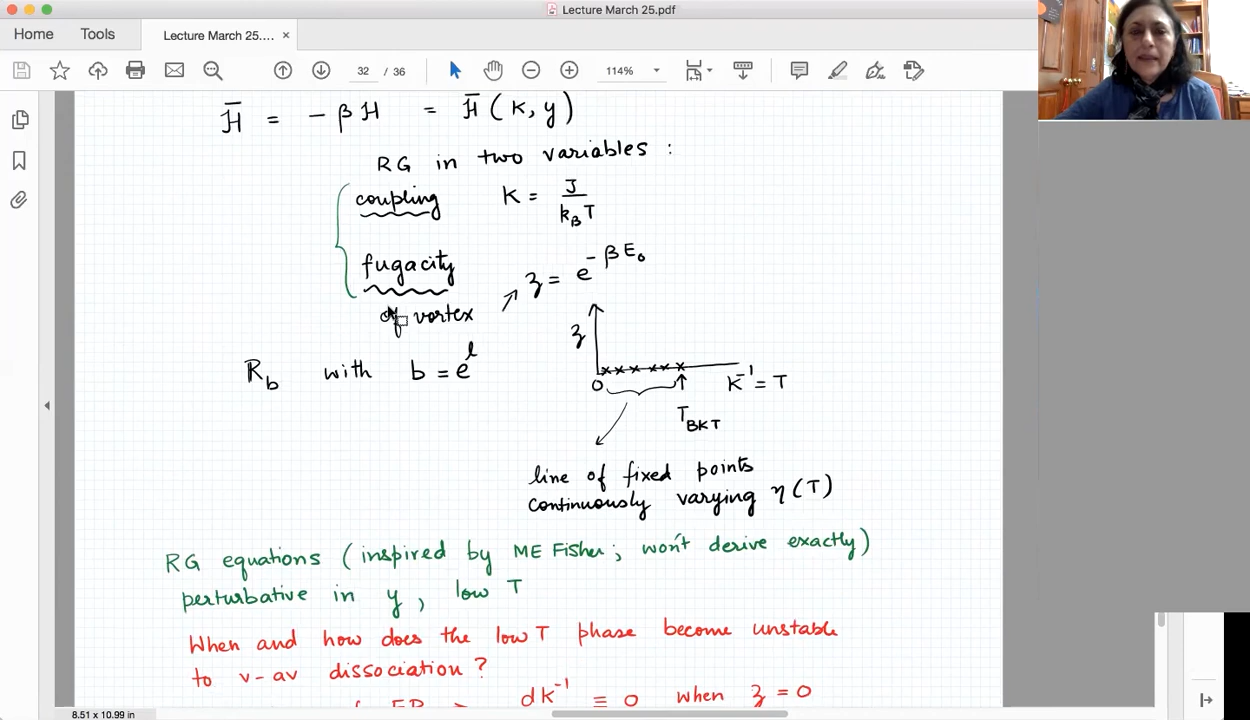 Lecture March 25.pdf
Home Tools Lecture March 25.... ×
32 / 36 114%
H̄ = - βH = H̄ (K, y)
RG in two variables :
coupling K = J / k_B T
fugacity z = e^{-βE₀}
of vortex
z
R_b with b = e^l
0 K⁻¹ = T
T_BKT
line of fixed points
continuously varying η(T)
RG equations (inspired by ME Fisher; won't derive exactly)
perturbative in y, low T
When and how does the low T phase become unstable
to v-av dissociation ?
dK⁻¹ ≡ 0 when z = 0
8.51 x 10.99 in